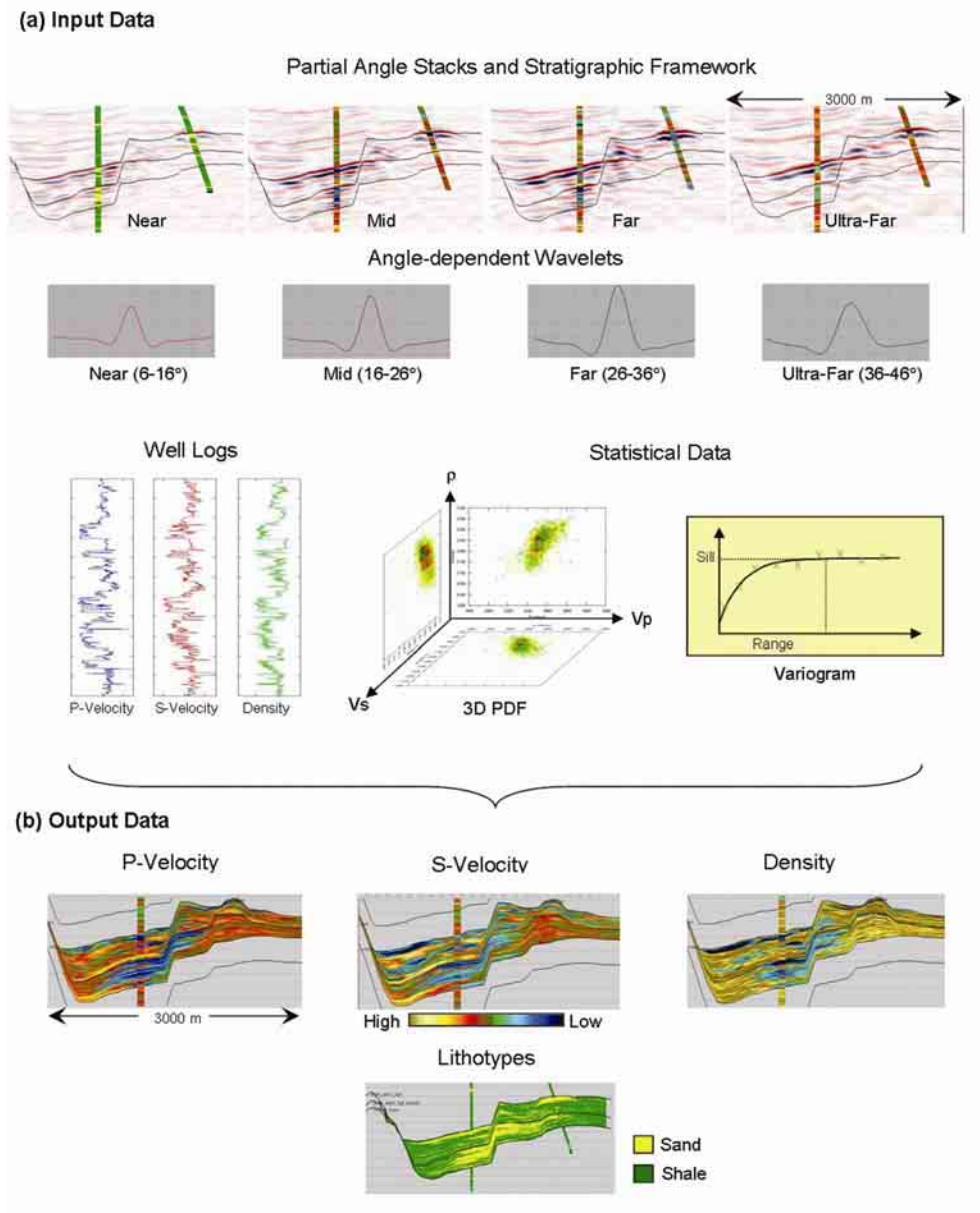 (a) Input Data
Partial Angle Stacks and Stratigraphic Framework
3000 m
Near
Mid
Far
Ultra-Far
Angle-dependent Wavelets
Near (6-16°)
Mid (16-26°)
Far (26-36°)
Ultra-Far (36-46°)
Well Logs
Statistical Data
P-Velocity
S-Velocity
Density
ρ
Vp
Vs
3D PDF
Sill
Range
Variogram
(b) Output Data
P-Velocity
S-Velocity
Density
3000 m
High
Low
Lithotypes
Sand
Shale